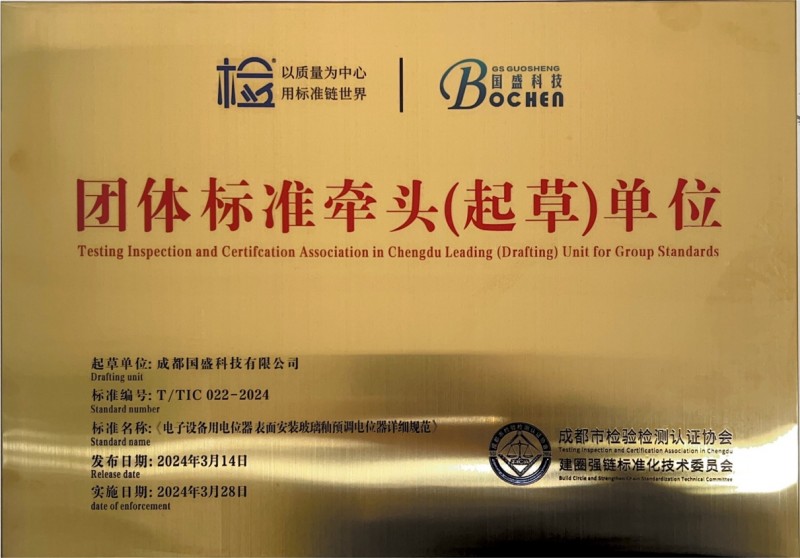 检
以质量为中心
用标准链世界
GS GUOSHENG
国盛科技
BOCHEN
团体标准牵头(起草)单位
Testing Inspection and Certifcation Association in Chengdu Leading (Drafting) Unit for Group Standards
起草单位: 成都国盛科技有限公司
Drafting unit
标准编号: T/TIC 022-2024
Standard number
标准名称:《电子设备用电位器 表面安装玻璃釉预调电位器详细规范》
Standard name
发布日期: 2024年3月14日
Release date
实施日期: 2024年3月28日
date of enforcement
成都市检验检测认证协会
Testing Inspection and Certification Association in Chengdu
建圈强链标准化技术委员会
Build Circle and Strengthen Chain Standardization Technical Committee